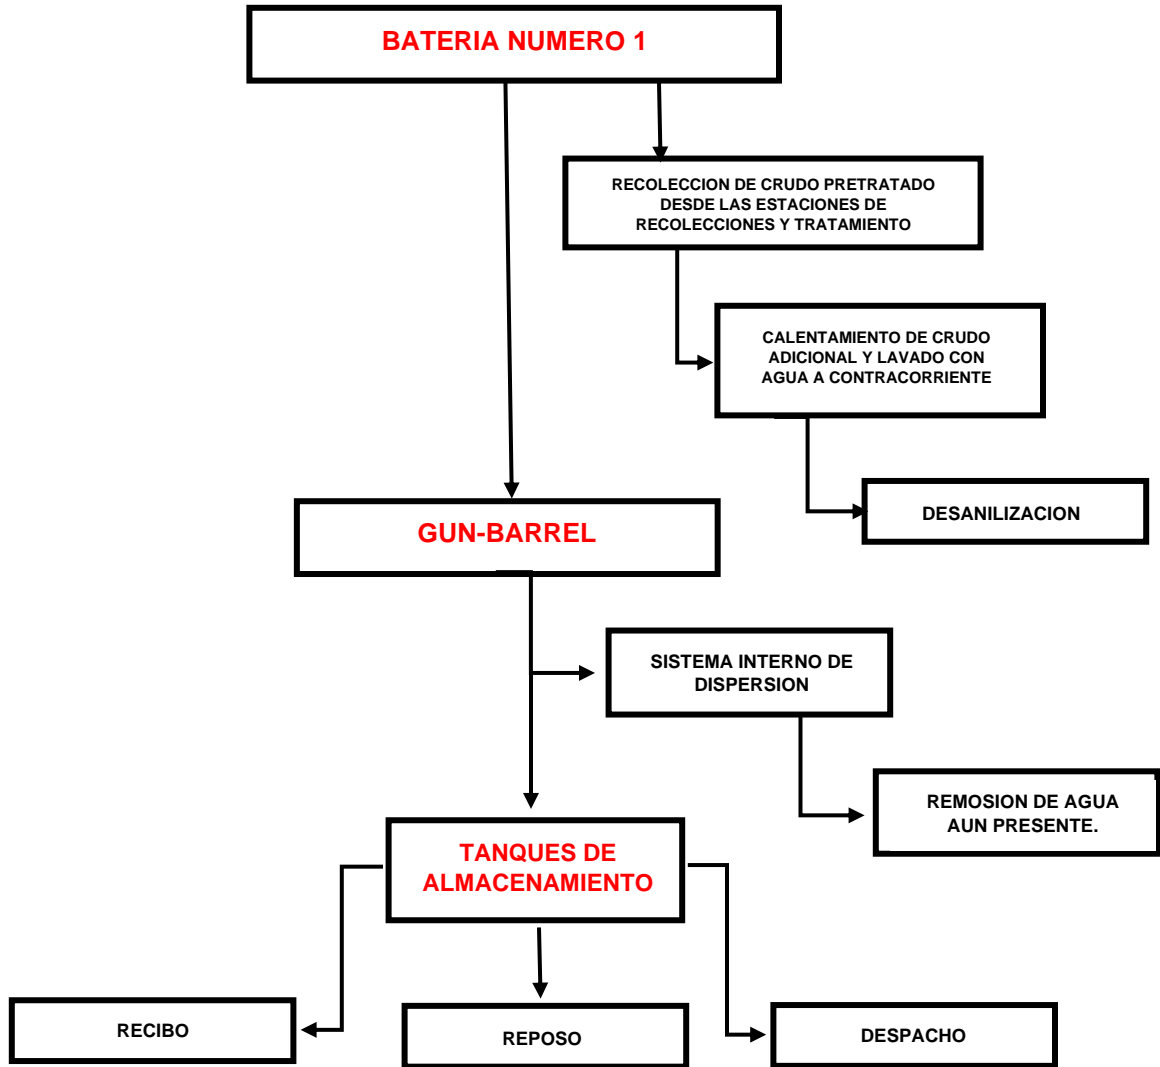 BATERIA NUMERO 1
RECOLECCION DE CRUDO PRETRATADO
DESDE LAS ESTACIONES DE
RECOLECCIONES Y TRATAMIENTO
CALENTAMIENTO DE CRUDO
ADICIONAL Y LAVADO CON
AGUA A CONTRACORRIENTE
DESANILIZACION
GUN-BARREL
SISTEMA INTERNO DE
DISPERSION
REMOSION DE AGUA
AUN PRESENTE.
TANQUES DE
ALMACENAMIENTO
RECIBO
REPOSO
DESPACHO